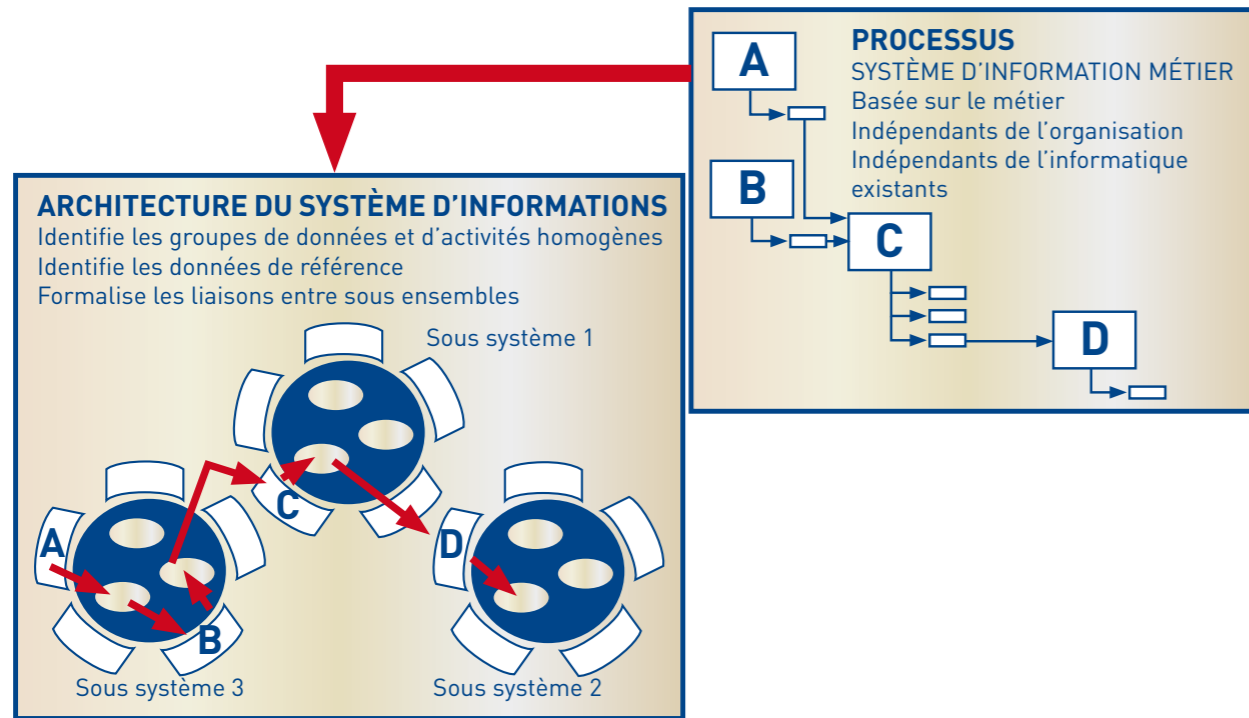 PROCESSUS
SYSTÈME D'INFORMATION MÉTIER
Basée sur le métier
Indépendants de l'organisation
Indépendants de l'informatique
existants
A
B
C
D
ARCHITECTURE DU SYSTÈME D'INFORMATIONS
Identifie les groupes de données et d'activités homogènes
Identifie les données de référence
Formalise les liaisons entre sous ensembles
Sous système 1
C
A
B
D
Sous système 3
Sous système 2